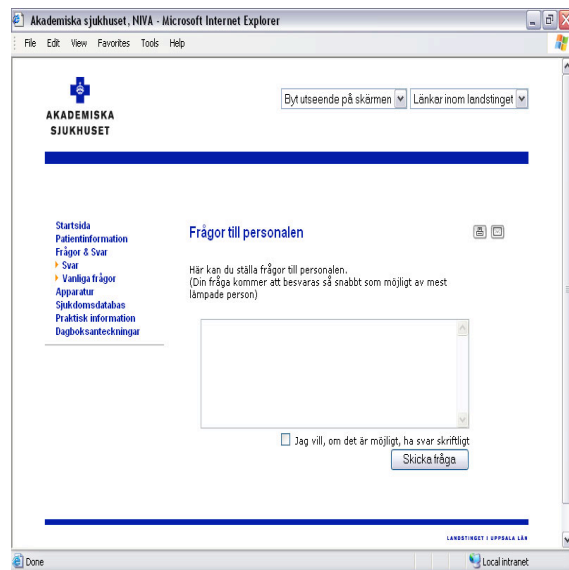 Akademiska sjukhuset, NIVA - Microsoft Internet Explorer
File Edit View Favorites Tools Help
AKADEMISKA
SJUKHUSET
Byt utseende på skärmen
Länkar inom landstinget
Startsida
Patientinformation
Frågor & Svar
Svar
Vanliga frågor
Apparatur
Sjukdomsdatabas
Praktisk information
Dagboksanteckningar
Frågor till personalen
Här kan du ställa frågor till personalen.
(Din fråga kommer att besvaras så snabbt som möjligt av mest
lämpade person)
Jag vill, om det är möjligt, ha svar skriftligt
Skicka fråga
LANDSTINGET I UPPSALA LÄN
Done
Local intranet